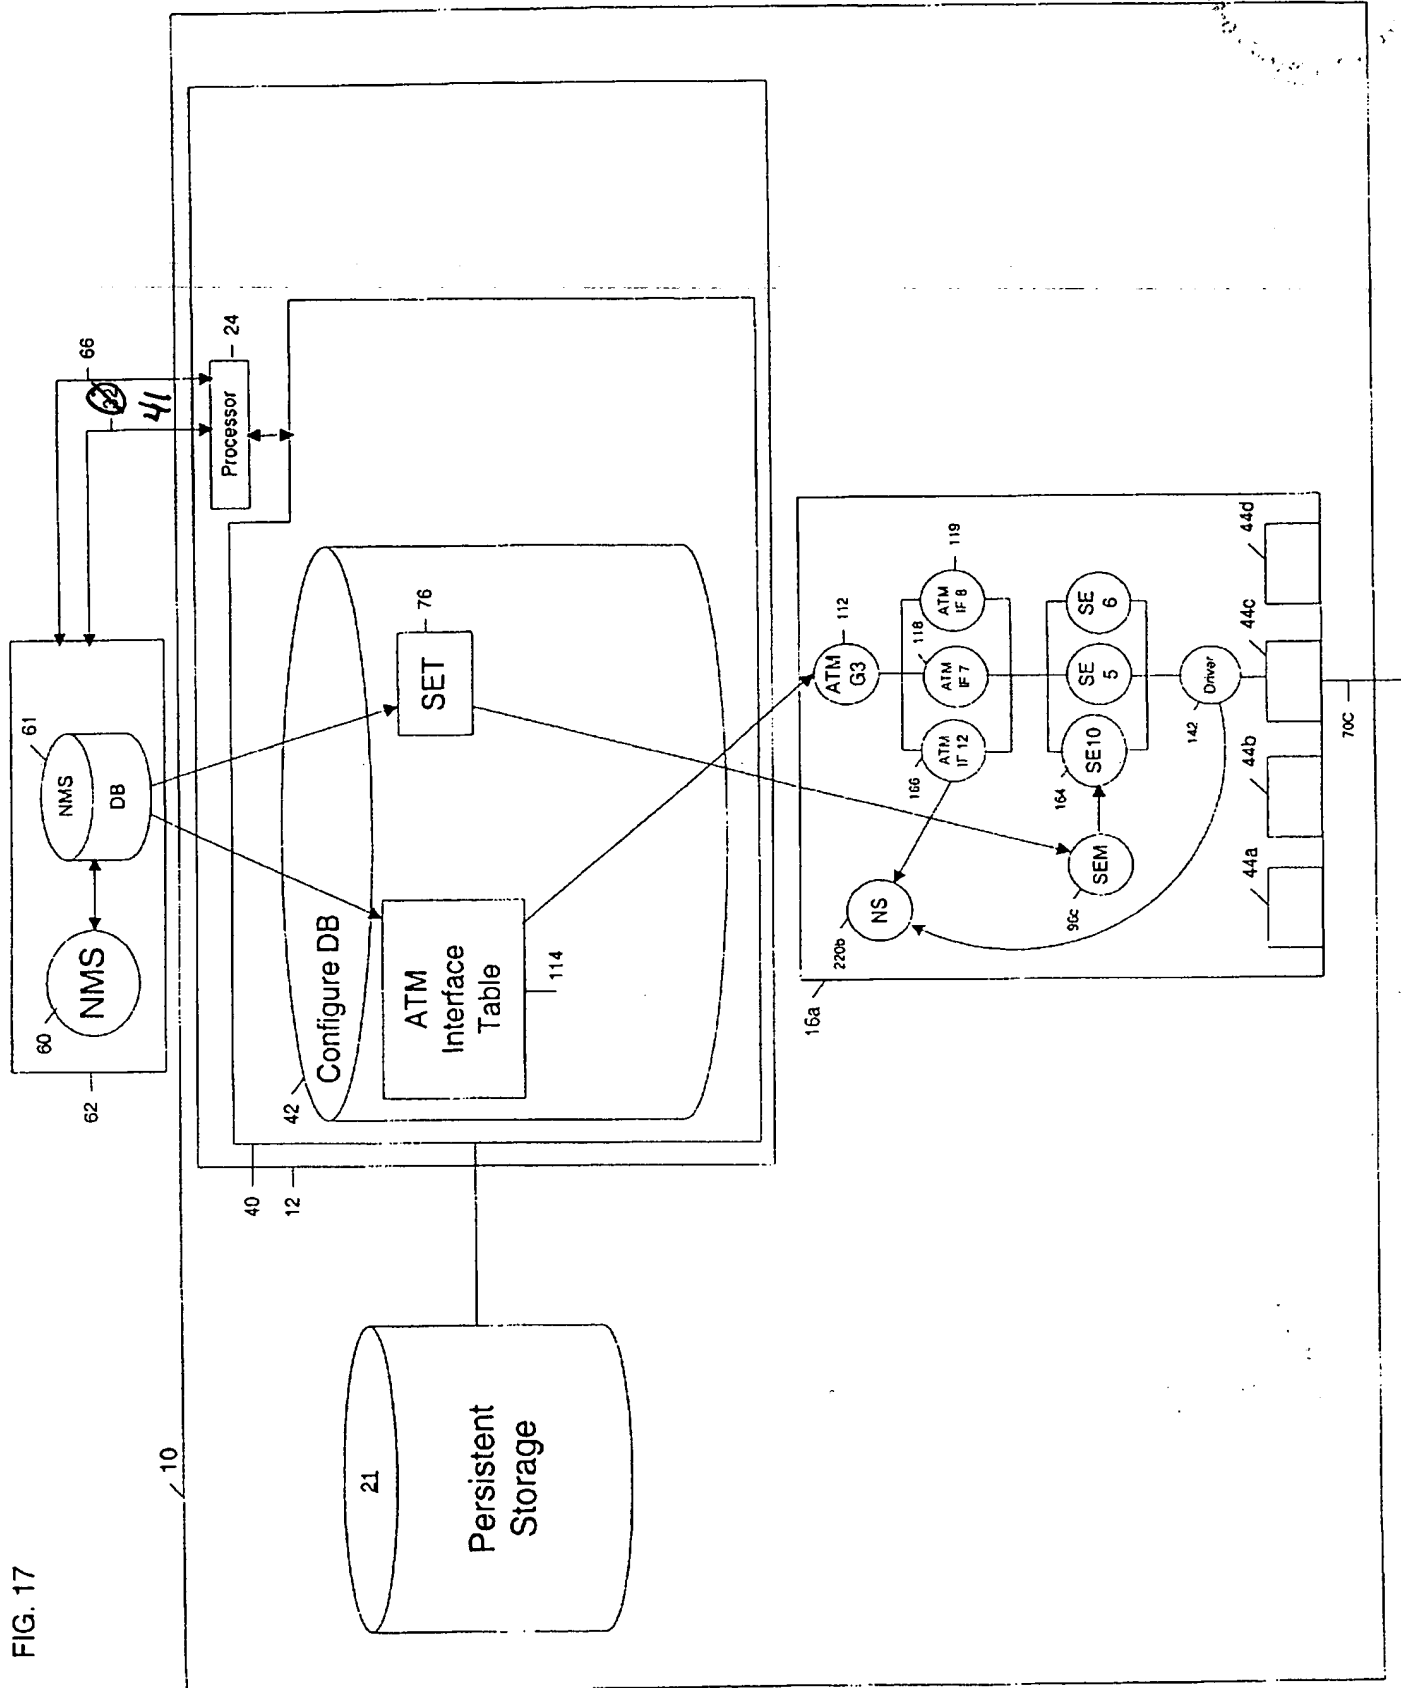 FIG. 17
10
62
60
NMS
61
NMS
DB
66
41
24
Processor
40
12
42
Configure DB
ATM
Interface
Table
114
76
SET
21
Persistent
Storage
16a
112
ATM
G3
166
ATM
IF 12
118
ATM
IF 7
119
ATM
IF 8
220b
NS
96c
SEM
164
SE10
SE
5
SE
6
142
Driver
44a
44b
44c
44d
70C